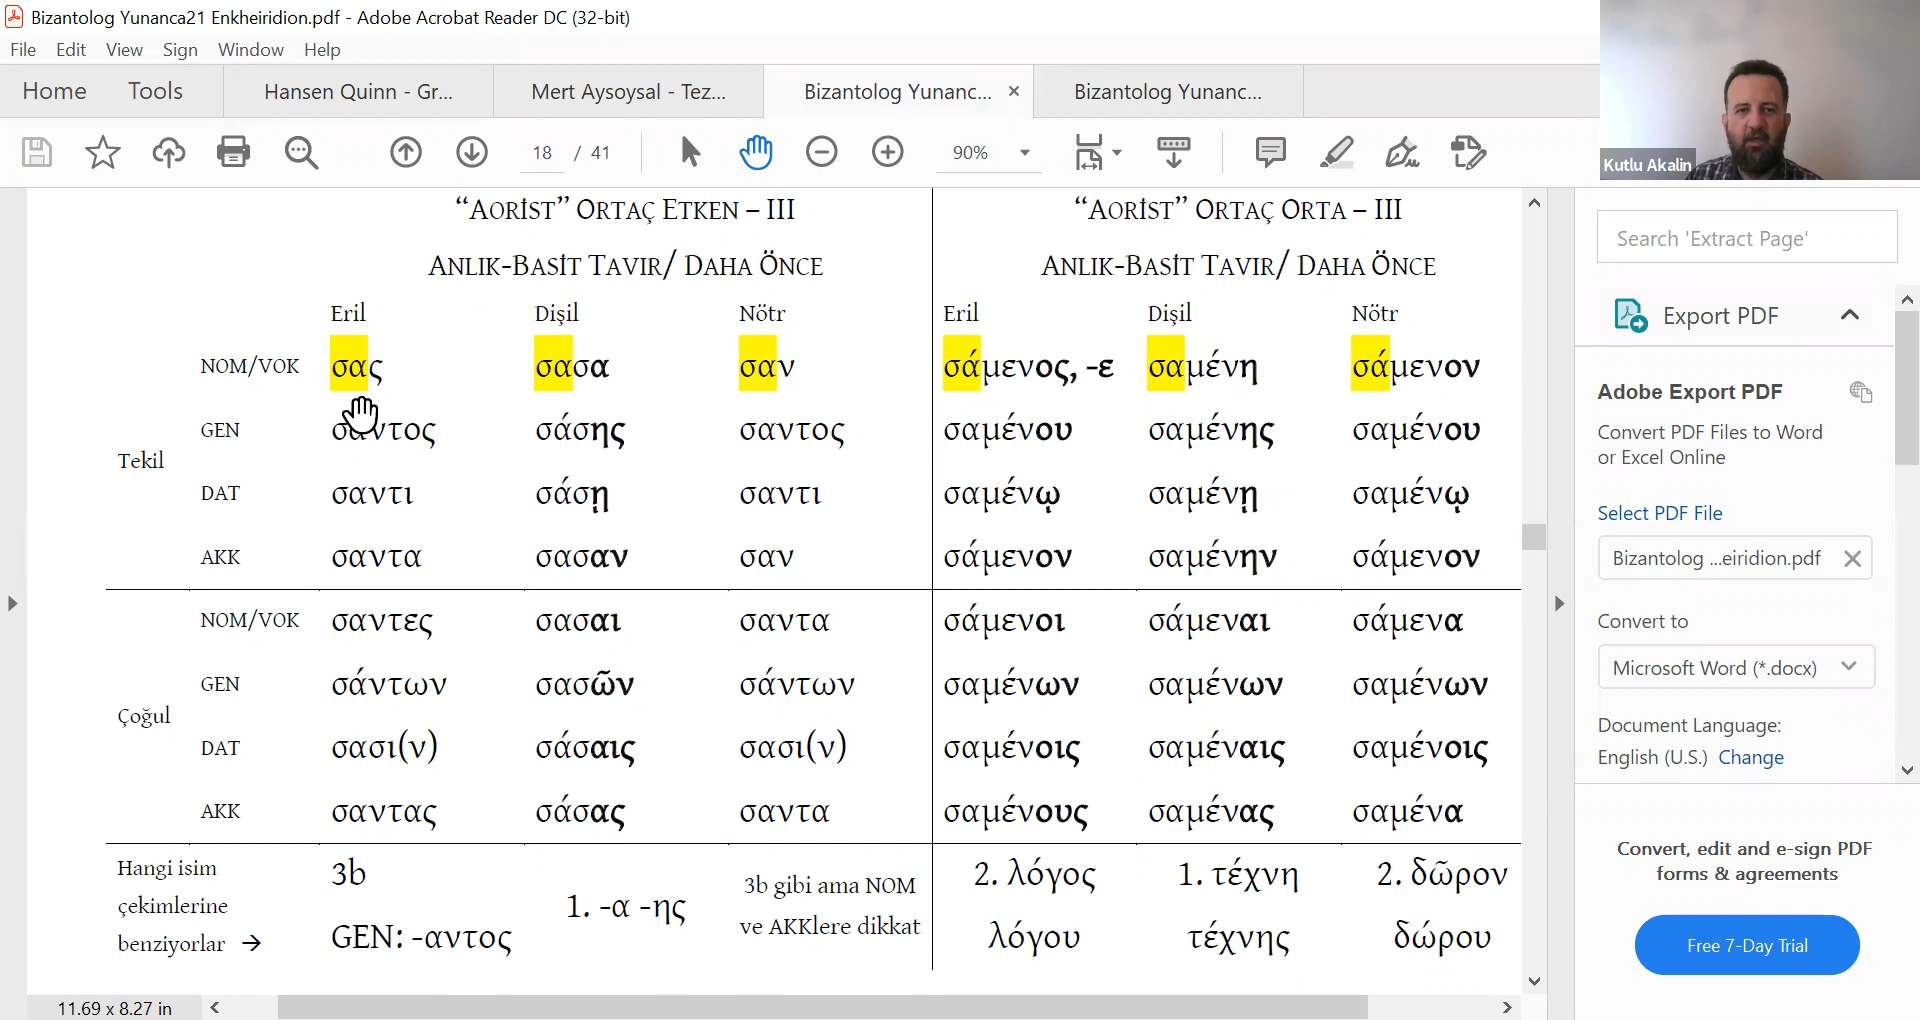 Bizantolog Yunanca21 Enkheiridion.pdf - Adobe Acrobat Reader DC (32-bit)
File Edit View Sign Window Help
Home Tools Hansen Quinn - Gr... Mert Aysoysal - Tez... Bizantolog Yunanc... × Bizantolog Yunanc...
18 / 41 90%
Kutlu Akalin
“AORİST” ORTAÇ ETKEN – III “AORİST” ORTAÇ ORTA – III
ANLIK-BASİT TAVIR/ DAHA ÖNCE ANLIK-BASİT TAVIR/ DAHA ÖNCE
Eril Dişil Nötr Eril Dişil Nötr
NOM/VOK σας σασα σαν σάμενος, -ε σαμένη σάμενον
Tekil
GEN σαντος σάσης σαντος σαμένου σαμένης σαμένου
DAT σαντι σάσῃ σαντι σαμένῳ σαμένῃ σαμένῳ
AKK σαντα σασαν σαν σάμενον σαμένην σάμενον
NOM/VOK σαντες σασαι σαντα σάμενοι σάμεναι σάμενα
Çoğul
GEN σάντων σασῶν σάντων σαμένων σαμένων σαμένων
DAT σασι(ν) σάσαις σασι(ν) σαμένοις σαμέναις σαμένοις
AKK σαντας σάσας σαντα σαμένους σαμένας σαμένα
Hangi isim
çekimlerine
benziyorlar →
3b
GEN: -αντος
1. -α -ης
3b gibi ama NOM
ve AKKlere dikkat
2. λόγος
λόγου
1. τέχνη
τέχνης
2. δῶρον
δώρου
11.69 x 8.27 in
Search 'Extract Page'
Export PDF
Adobe Export PDF
Convert PDF Files to Word
or Excel Online
Select PDF File
Bizantolog ...eiridion.pdf
Convert to
Microsoft Word (*.docx)
Document Language:
English (U.S.) Change
Convert, edit and e-sign PDF
forms & agreements
Free 7-Day Trial